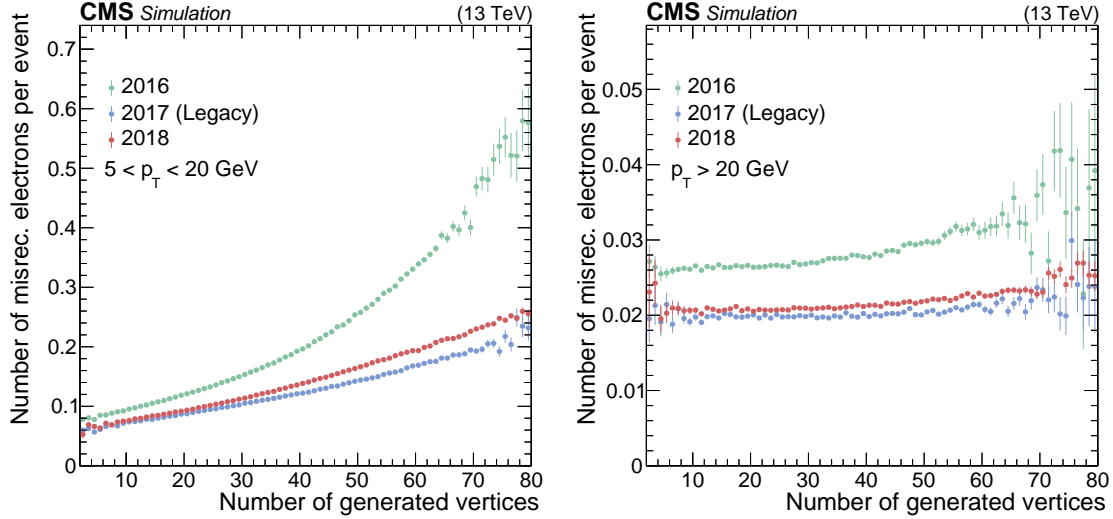 CMS Simulation (13 TeV)
Number of misrec. electrons per event
0.7
0.6
0.5
0.4
0.3
0.2
0.1
0
2016
2017 (Legacy)
2018
5 < p_T < 20 GeV
10 20 30 40 50 60 70 80
Number of generated vertices
CMS Simulation (13 TeV)
Number of misrec. electrons per event
0.05
0.04
0.03
0.02
0.01
0
2016
2017 (Legacy)
2018
p_T > 20 GeV
10 20 30 40 50 60 70 80
Number of generated vertices